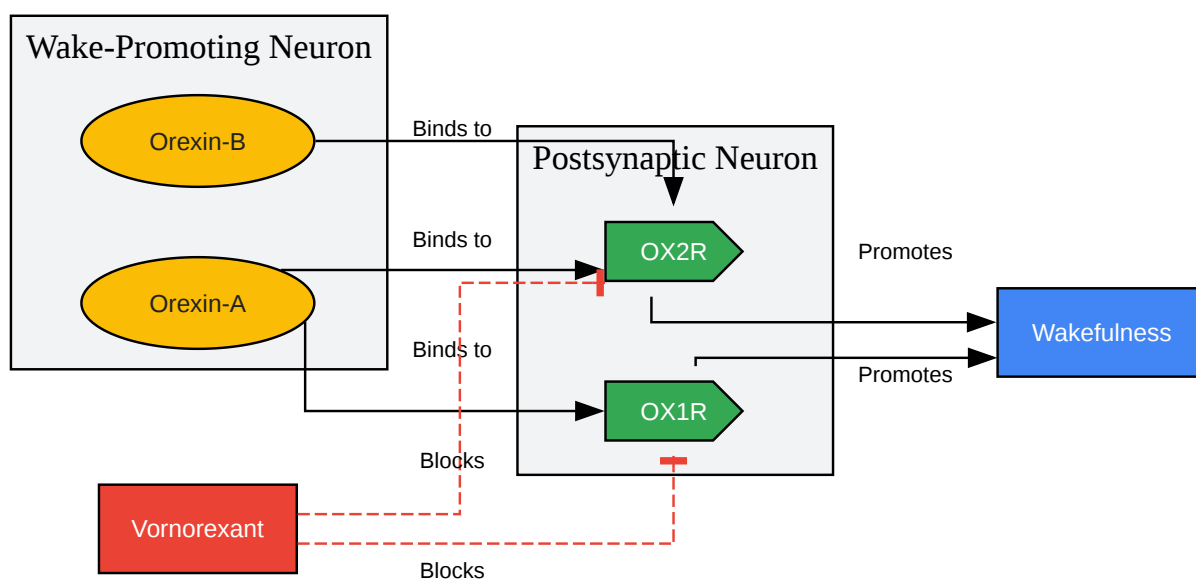 Wake-Promoting Neuron
Orexin-B
Binds to
Postsynaptic Neuron
Binds to
OX2R
Promotes
Orexin-A
Wakefulness
Binds to
Promotes
OX1R
Blocks
Vornorexant
Blocks